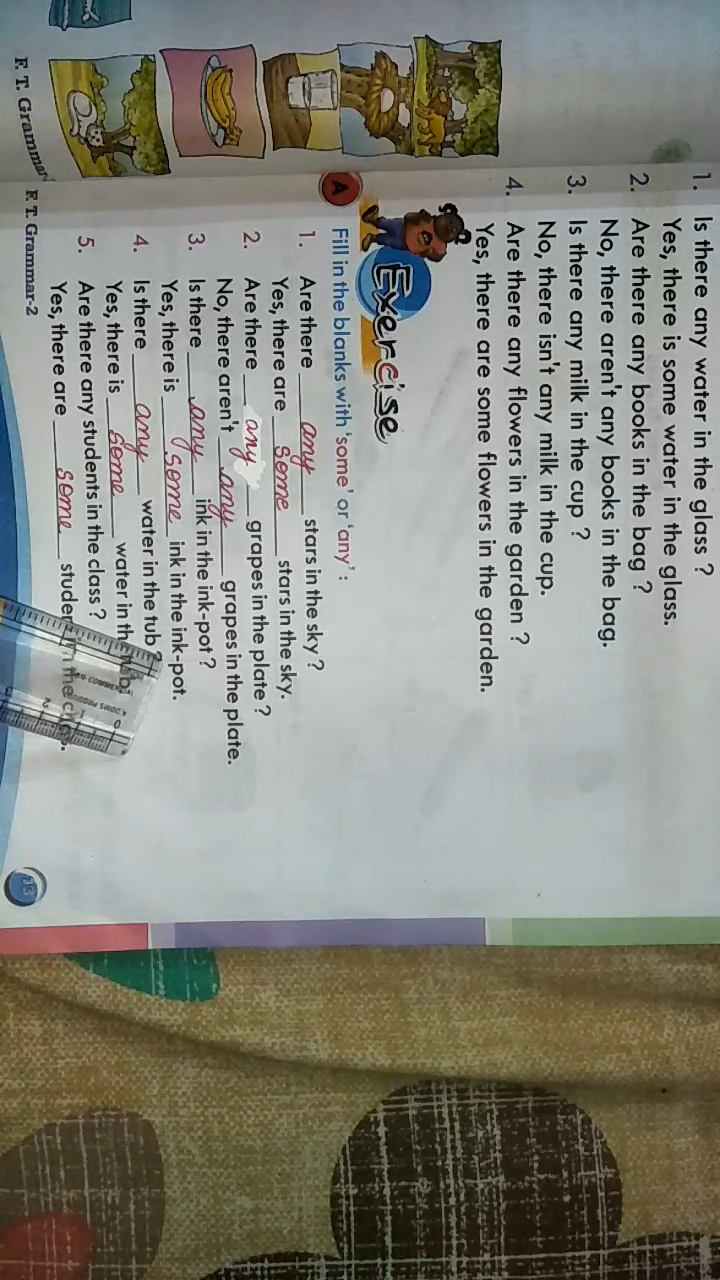 1. Is there any water in the glass ?
Yes, there is some water in the glass.
2. Are there any books in the bag ?
No, there aren't any books in the bag.
3. Is there any milk in the cup ?
No, there isn't any milk in the cup.
4. Are there any flowers in the garden ?
Yes, there are some flowers in the garden.
Exercise
A Fill in the blanks with 'some' or 'any' :
1. Are there any stars in the sky ?
Yes, there are some stars in the sky.
2. Are there any grapes in the plate ?
No, there aren't any grapes in the plate.
3. Is there any ink in the ink-pot ?
Yes, there is some ink in the ink-pot.
4. Is there any water in the tub ?
Yes, there is some water in the tub.
5. Are there any students in the class ?
Yes, there are some in the class.
F. T. Grammar-2
13
F. T. Grammar